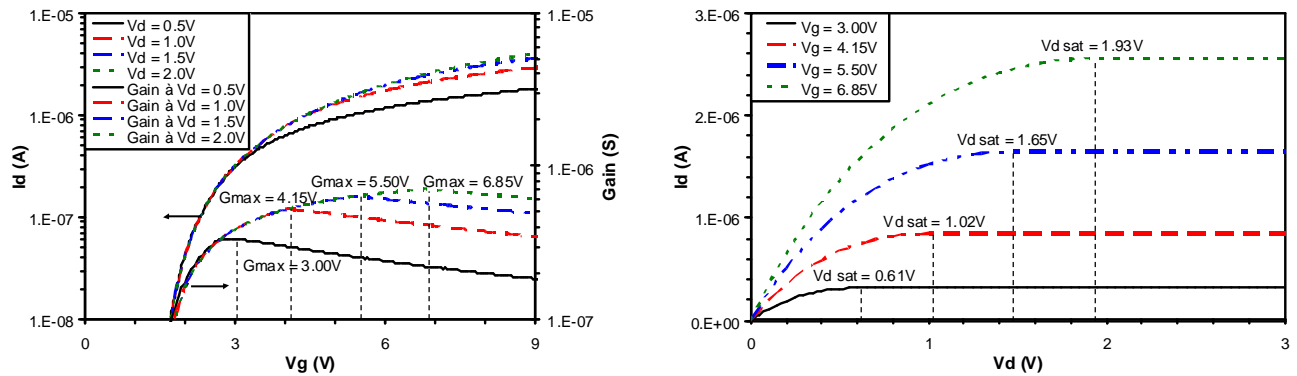 1.E-05
1.E-06
1.E-07
1.E-08
Id (A)
Vd = 0.5V
Vd = 1.0V
Vd = 1.5V
Vd = 2.0V
Gain à Vd = 0.5V
Gain à Vd = 1.0V
Gain à Vd = 1.5V
Gain à Vd = 2.0V
Gmax = 4.15V
Gmax = 5.50V
Gmax = 6.85V
Gmax = 3.00V
0
3
6
9
Vg (V)
1.E-05
1.E-06
1.E-07
Gain (S)
3.E-06
2.E-06
1.E-06
0.E+00
Id (A)
Vg = 3.00V
Vg = 4.15V
Vg = 5.50V
Vg = 6.85V
Vd sat = 1.93V
Vd sat = 1.65V
Vd sat = 1.02V
Vd sat = 0.61V
0
1
2
3
Vd (V)